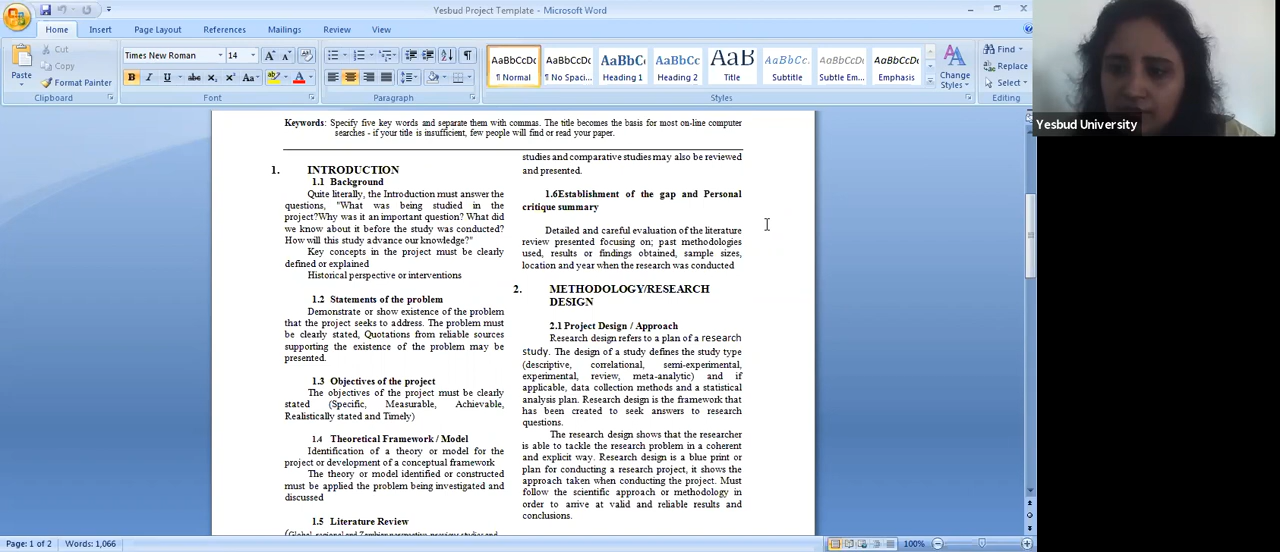 Yesbud Project Template - Microsoft Word
Home Insert Page Layout References Mailings Review View
Paste
Cut
Copy
Format Painter
Clipboard
Times New Roman 14
Font
Paragraph
AaBbCcDc AaBbCcDc AaBbC AaBbCc AaB AaBbCc. AaBbCcDc AaBbCcDc
¶ Normal ¶ No Spaci... Heading 1 Heading 2 Title Subtitle Subtle Em... Emphasis
Change Styles
Styles
Find
Replace
Select
Editing
Yesbud University
Keywords: Specify five key words and separate them with commas. The title becomes the basis for most on-line computer
searches - if your title is insufficient, few people will find or read your paper.
1. INTRODUCTION
1.1 Background
Quite literally, the Introduction must answer the
questions, "What was being studied in the
project?Why was it an important question? What did
we know about it before the study was conducted?
How will this study advance our knowledge?"
Key concepts in the project must be clearly
defined or explained
Historical perspective or interventions
1.2 Statements of the problem
Demonstrate or show existence of the problem
that the project seeks to address. The problem must
be clearly stated, Quotations from reliable sources
supporting the existence of the problem may be
presented.
1.3 Objectives of the project
The objectives of the project must be clearly
stated (Specific, Measurable, Achievable,
Realistically stated and Timely)
1.4 Theoretical Framework / Model
Identification of a theory or model for the
project or development of a conceptual framework
The theory or model identified or constructed
must be applied the problem being investigated and
discussed
1.5 Literature Review
(Global, regional and Zambian perspective, previous studies and
studies and comparative studies may also be reviewed
and presented.
1.6Establishment of the gap and Personal
critique summary
Detailed and careful evaluation of the literature
review presented focusing on; past methodologies
used, results or findings obtained, sample sizes,
location and year when the research was conducted
2. METHODOLOGY/RESEARCH
DESIGN
2.1 Project Design / Approach
Research design refers to a plan of a research
study. The design of a study defines the study type
(descriptive, correlational, semi-experimental,
experimental, review, meta-analytic) and if
applicable, data collection methods and a statistical
analysis plan. Research design is the framework that
has been created to seek answers to research
questions.
The research design shows that the researcher
is able to tackle the research problem in a coherent
and explicit way. Research design is a blue print or
plan for conducting a research project, it shows the
approach taken when conducting the project. Must
follow the scientific approach or methodology in
order to arrive at valid and reliable results and
conclusions.
Page: 1 of 2 Words: 1,066 100%